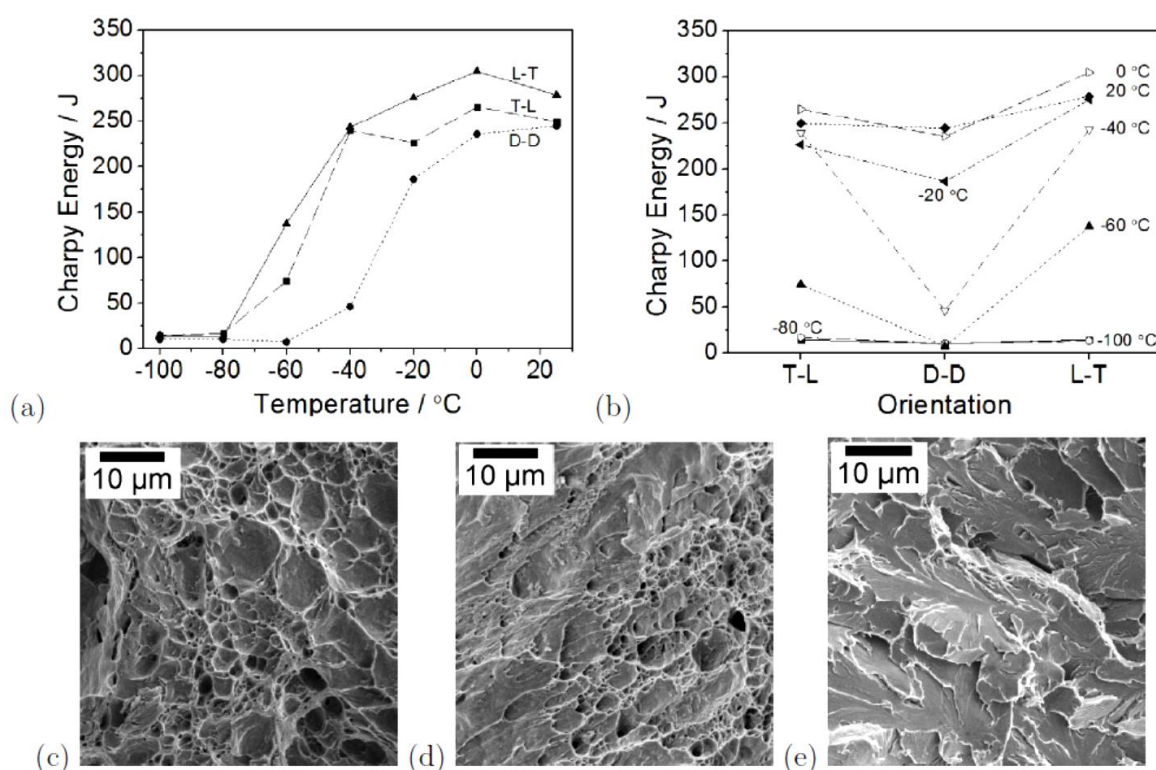 350
300
250
200
150
100
50
0
Charpy Energy / J
L-T
T-L
D-D
-100 -80 -60 -40 -20 0 20
Temperature / °C
(a)
350
300
250
200
150
100
50
0
Charpy Energy / J
0 °C
20 °C
-40 °C
-20 °C
-60 °C
-80 °C
-100 °C
T-L D-D L-T
Orientation
(b)
10 µm
(c)
10 µm
(d)
10 µm
(e)